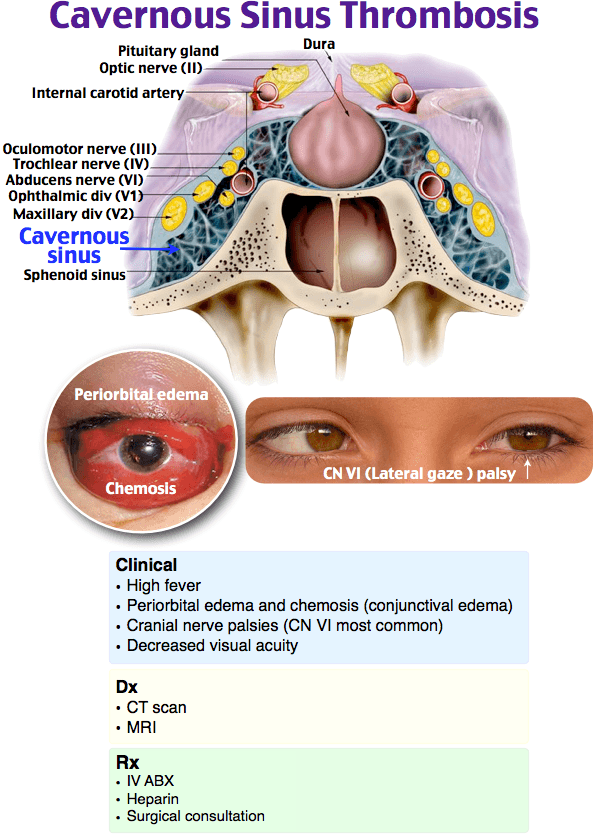 Cavernous Sinus Thrombosis
Dura
Pituitary gland
Optic nerve (II)
Internal carotid artery
Oculomotor nerve (III)
Trochlear nerve (IV)
Abducens nerve (VI)
Ophthalmic div (V1)
Maxillary div (V2)
Cavernous
sinus
Sphenoid sinus
Periorbital edema
Chemosis
CN VI (Lateral gaze ) palsy
Clinical
• High fever
• Periorbital edema and chemosis (conjunctival edema)
• Cranial nerve palsies (CN VI most common)
• Decreased visual acuity
Dx
• CT scan
• MRI
Rx
• IV ABX
• Heparin
• Surgical consultation